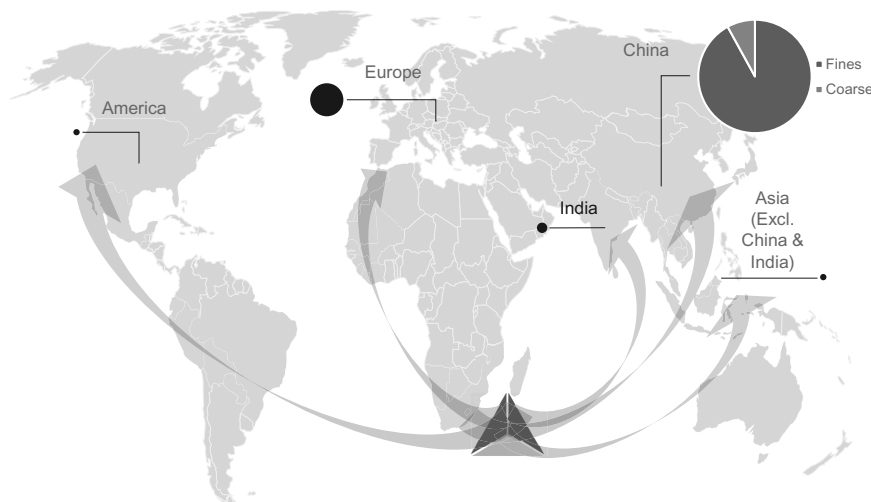 China
Fines
Coarse
Europe
America
India
Asia
(Excl.
China &
India)